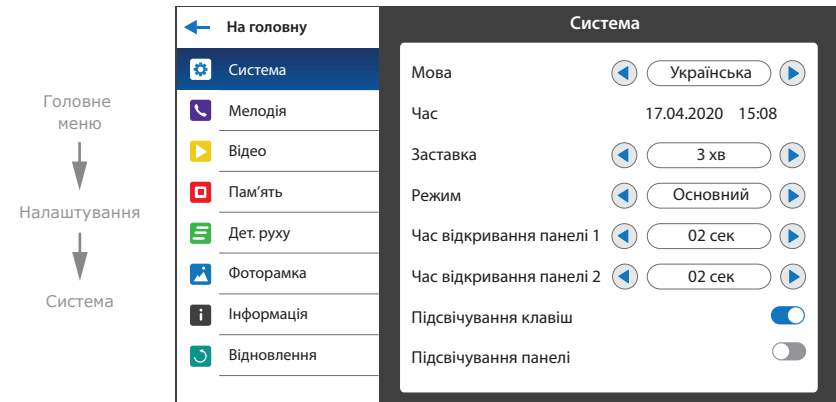 Головне
меню
Налаштування
Система
На головну
Система
Мелодія
Відео
Пам'ять
Дет. руху
Фоторамка
Інформація
Відновлення
Система
Мова Українська
Час 17.04.2020 15:08
Заставка 3 хв
Режим Основний
Час відкривання панелі 1 02 сек
Час відкривання панелі 2 02 сек
Підсвічування клавіш
Підсвічування панелі